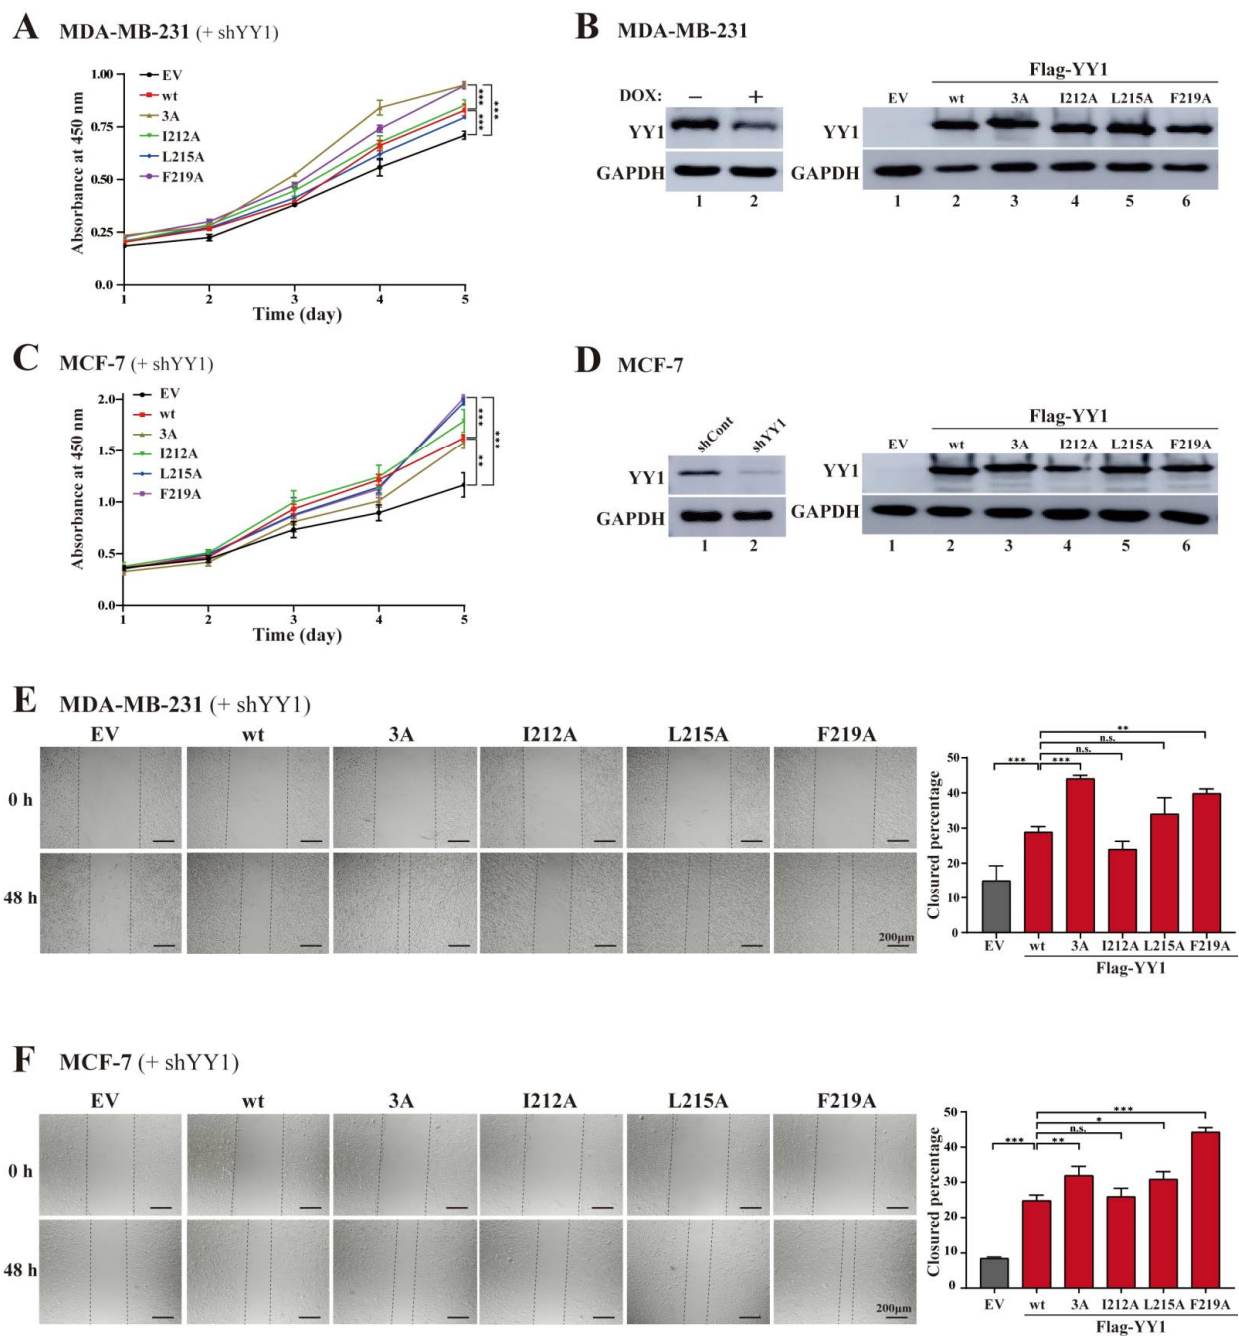 A MDA-MB-231 (+ shYY1)
Absorbance at 450 nm
1.00
0.75
0.50
0.25
0.0
EV
wt
3A
I212A
L215A
F219A
***
***
***
1 2 3 4 5
Time (day)
B MDA-MB-231
DOX: – +
YY1
GAPDH
1 2
Flag-YY1
EV wt 3A I212A L215A F219A
YY1
GAPDH
1 2 3 4 5 6
C MCF-7 (+ shYY1)
Absorbance at 450 nm
2.0
1.5
1.0
0.5
0.0
EV
wt
3A
I212A
L215A
F219A
***
**
***
1 2 3 4 5
Time (day)
D MCF-7
shCont shYY1
YY1
GAPDH
1 2
Flag-YY1
EV wt 3A I212A L215A F219A
YY1
GAPDH
1 2 3 4 5 6
E MDA-MB-231 (+ shYY1)
EV wt 3A I212A L215A F219A
0 h
48 h
200μm
Closured percentage
50
40
30
20
10
0
**
n.s.
n.s.
*** ***
EV wt 3A I212A L215A F219A
Flag-YY1
F MCF-7 (+ shYY1)
EV wt 3A I212A L215A F219A
0 h
48 h
200μm
Closured percentage
50
40
30
20
10
0
***
*
n.s.
*** **
EV wt 3A I212A L215A F219A
Flag-YY1